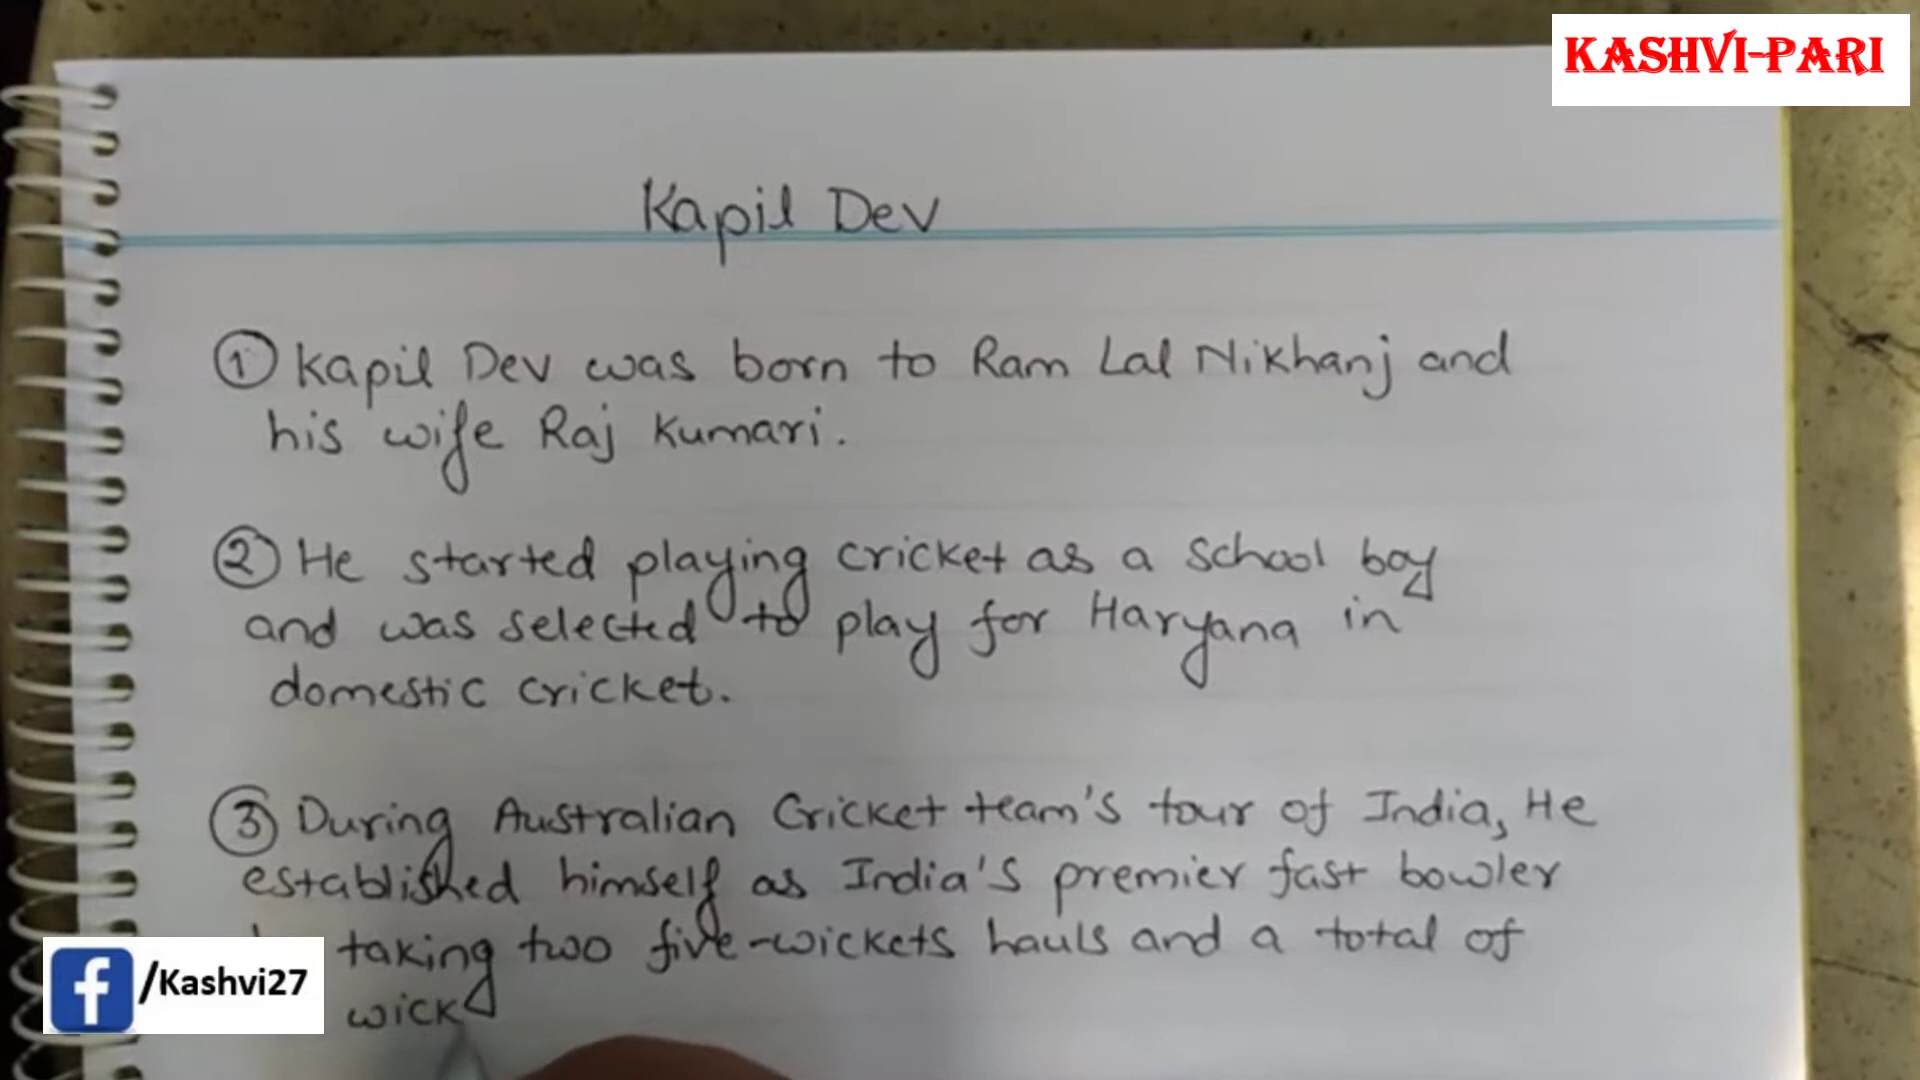 KASHVI-PARI
Kapil Dev
① Kapil Dev was born to Ram Lal Nikhanj and
his wife Raj Kumari.
② He started playing cricket as a school boy
and was selected to play for Haryana in
domestic cricket.
③ During Australian Cricket team's tour of India, He
established himself as India's premier fast bowler
taking two five-wickets hauls and a total of
wick
f /Kashvi27